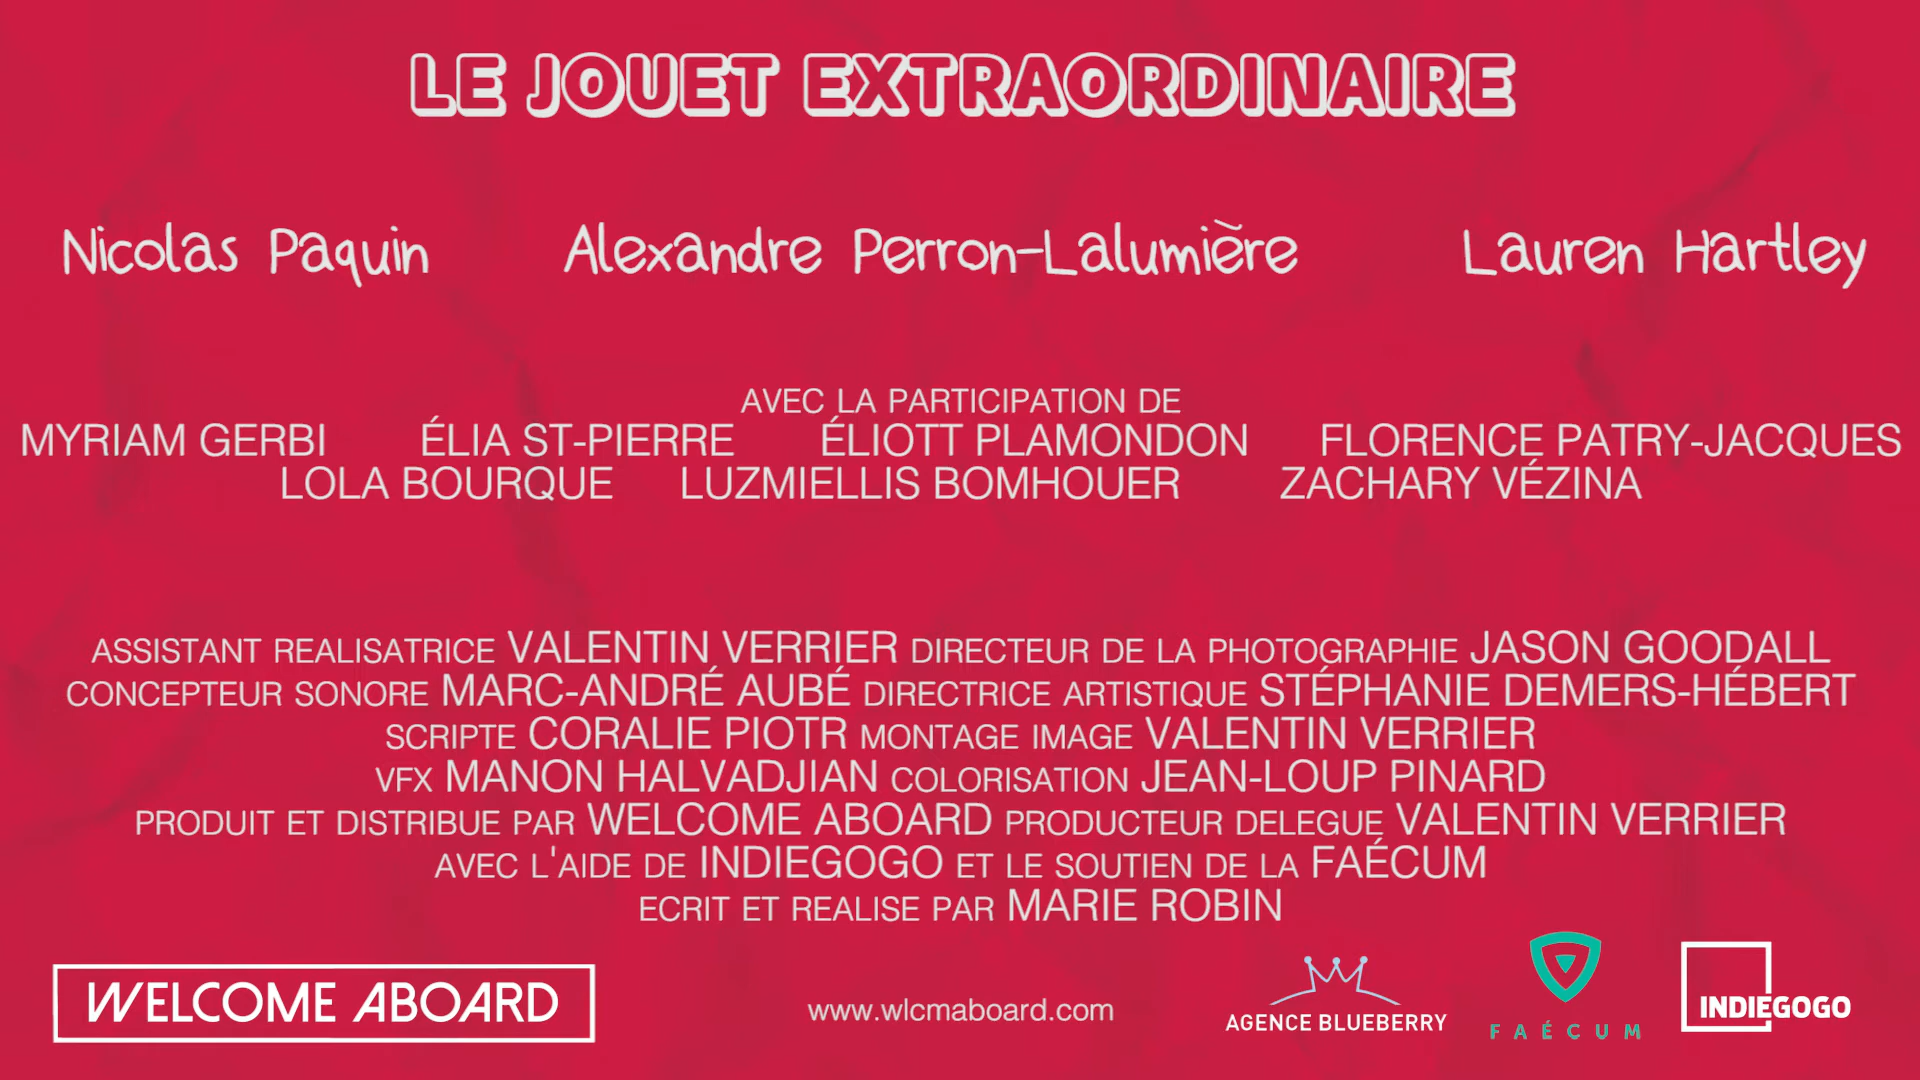 LE JOUET EXTRAORDINAIRE
Nicolas Paquin Alexandre Perron-Lalumière Lauren Hartley
AVEC LA PARTICIPATION DE
MYRIAM GERBI ÉLIA ST-PIERRE ÉLIOTT PLAMONDON FLORENCE PATRY-JACQUES
LOLA BOURQUE LUZMIELLIS BOMHOUER ZACHARY VÉZINA
ASSISTANT REALISATRICE VALENTIN VERRIER DIRECTEUR DE LA PHOTOGRAPHIE JASON GOODALL
CONCEPTEUR SONORE MARC-ANDRÉ AUBÉ DIRECTRICE ARTISTIQUE STÉPHANIE DEMERS-HÉBERT
SCRIPTE CORALIE PIOTR MONTAGE IMAGE VALENTIN VERRIER
VFX MANON HALVADJIAN COLORISATION JEAN-LOUP PINARD
PRODUIT ET DISTRIBUE PAR WELCOME ABOARD PRODUCTEUR DELEGUE VALENTIN VERRIER
AVEC L'AIDE DE INDIEGOGO ET LE SOUTIEN DE LA FAÉCUM
ECRIT ET REALISE PAR MARIE ROBIN
WELCOME ABOARD
www.wlcmaboard.com
AGENCE BLUEBERRY
FAÉCUM
INDIEGOGO